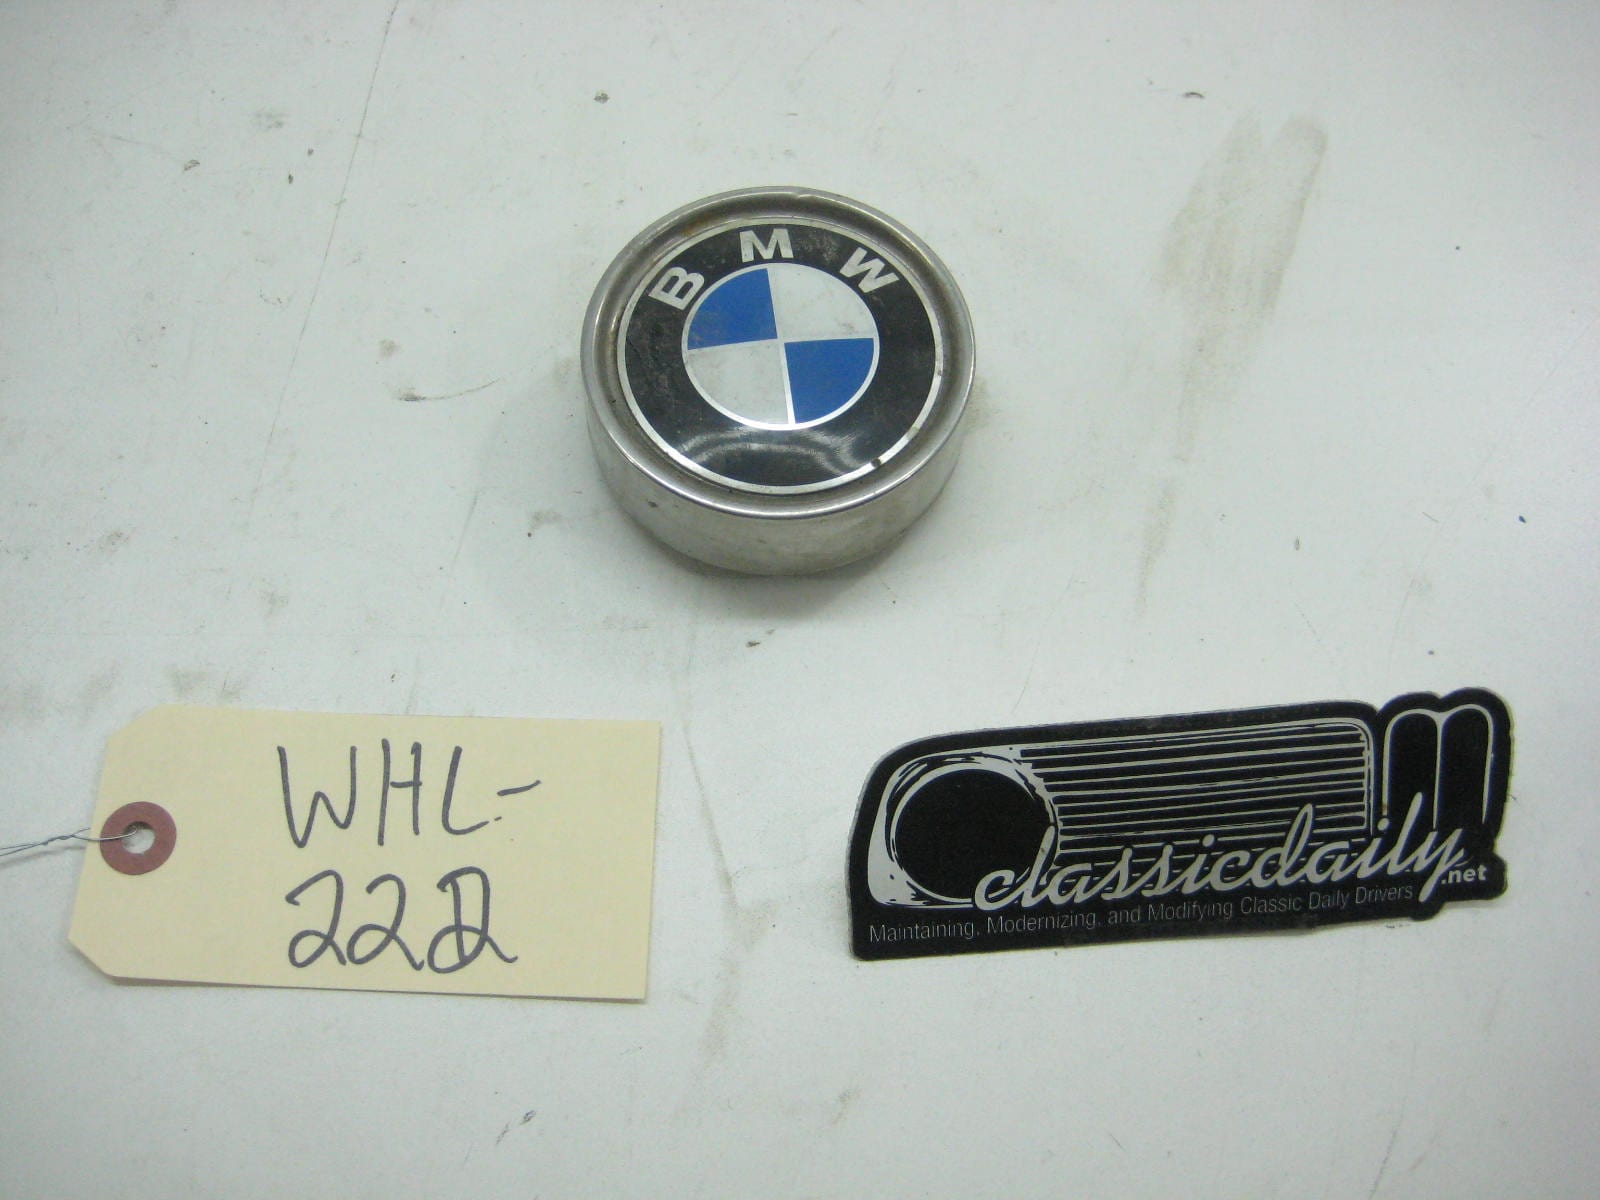 BMW
WHL-
222
classicdaily
.net
Maintaining, Modernizing, and Modifying Classic Daily Drivers